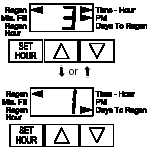 Regen
Min. Fill
Regen
Hour
3
Time - Hour
PM
Days To Regen
SET
HOUR
or
Regen
Min. Fill
Regen
Hour
1
Time - Hour
PM
Days To Regen
SET
HOUR